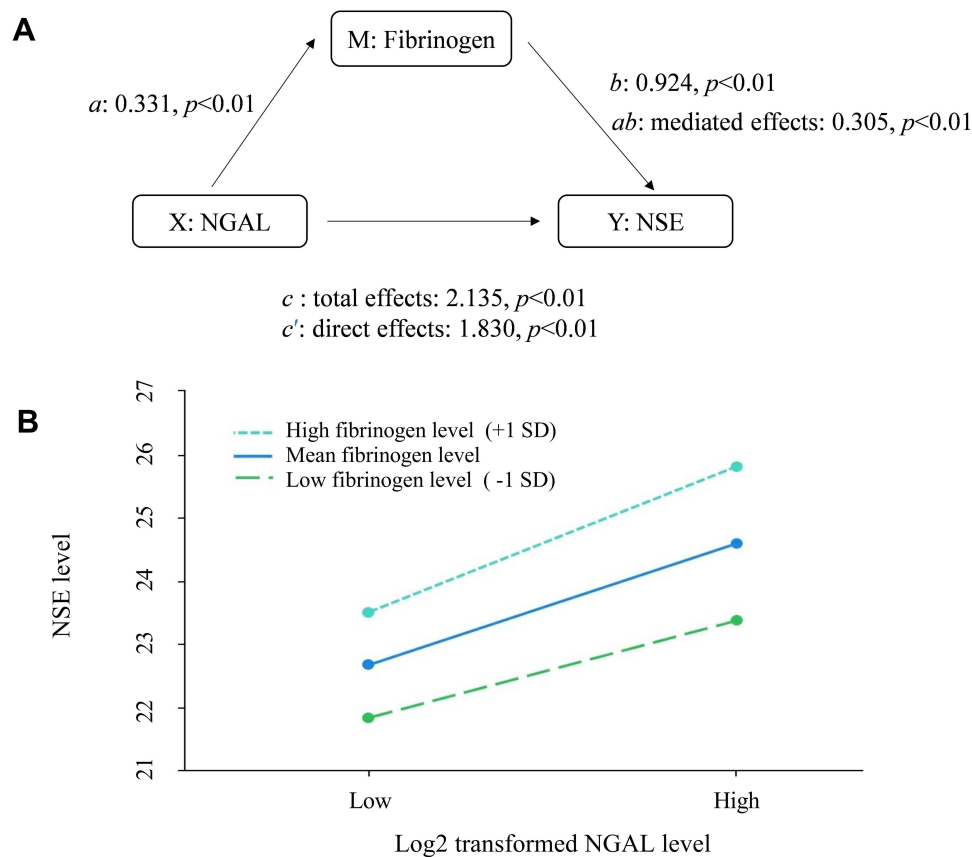 A
M: Fibrinogen
a: 0.331, p<0.01
b: 0.924, p<0.01
ab: mediated effects: 0.305, p<0.01
X: NGAL
Y: NSE
c : total effects: 2.135, p<0.01
c': direct effects: 1.830, p<0.01
B
High fibrinogen level (+1 SD)
Mean fibrinogen level
Low fibrinogen level ( -1 SD)
NSE level
27
26
25
24
23
22
21
Low
High
Log2 transformed NGAL level